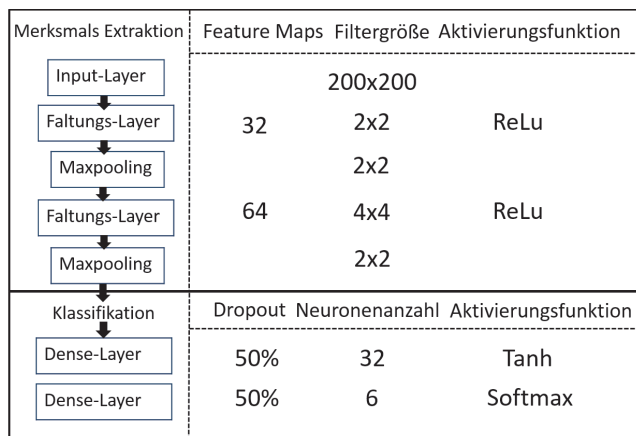 Merksmals Extraktion Feature Maps Filtergröße Aktivierungsfunktion
Input-Layer 200x200
Faltungs-Layer 32 2x2 ReLu
Maxpooling 2x2
Faltungs-Layer 64 4x4 ReLu
Maxpooling 2x2
Klassifikation Dropout Neuronenanzahl Aktivierungsfunktion
Dense-Layer 50% 32 Tanh
Dense-Layer 50% 6 Softmax